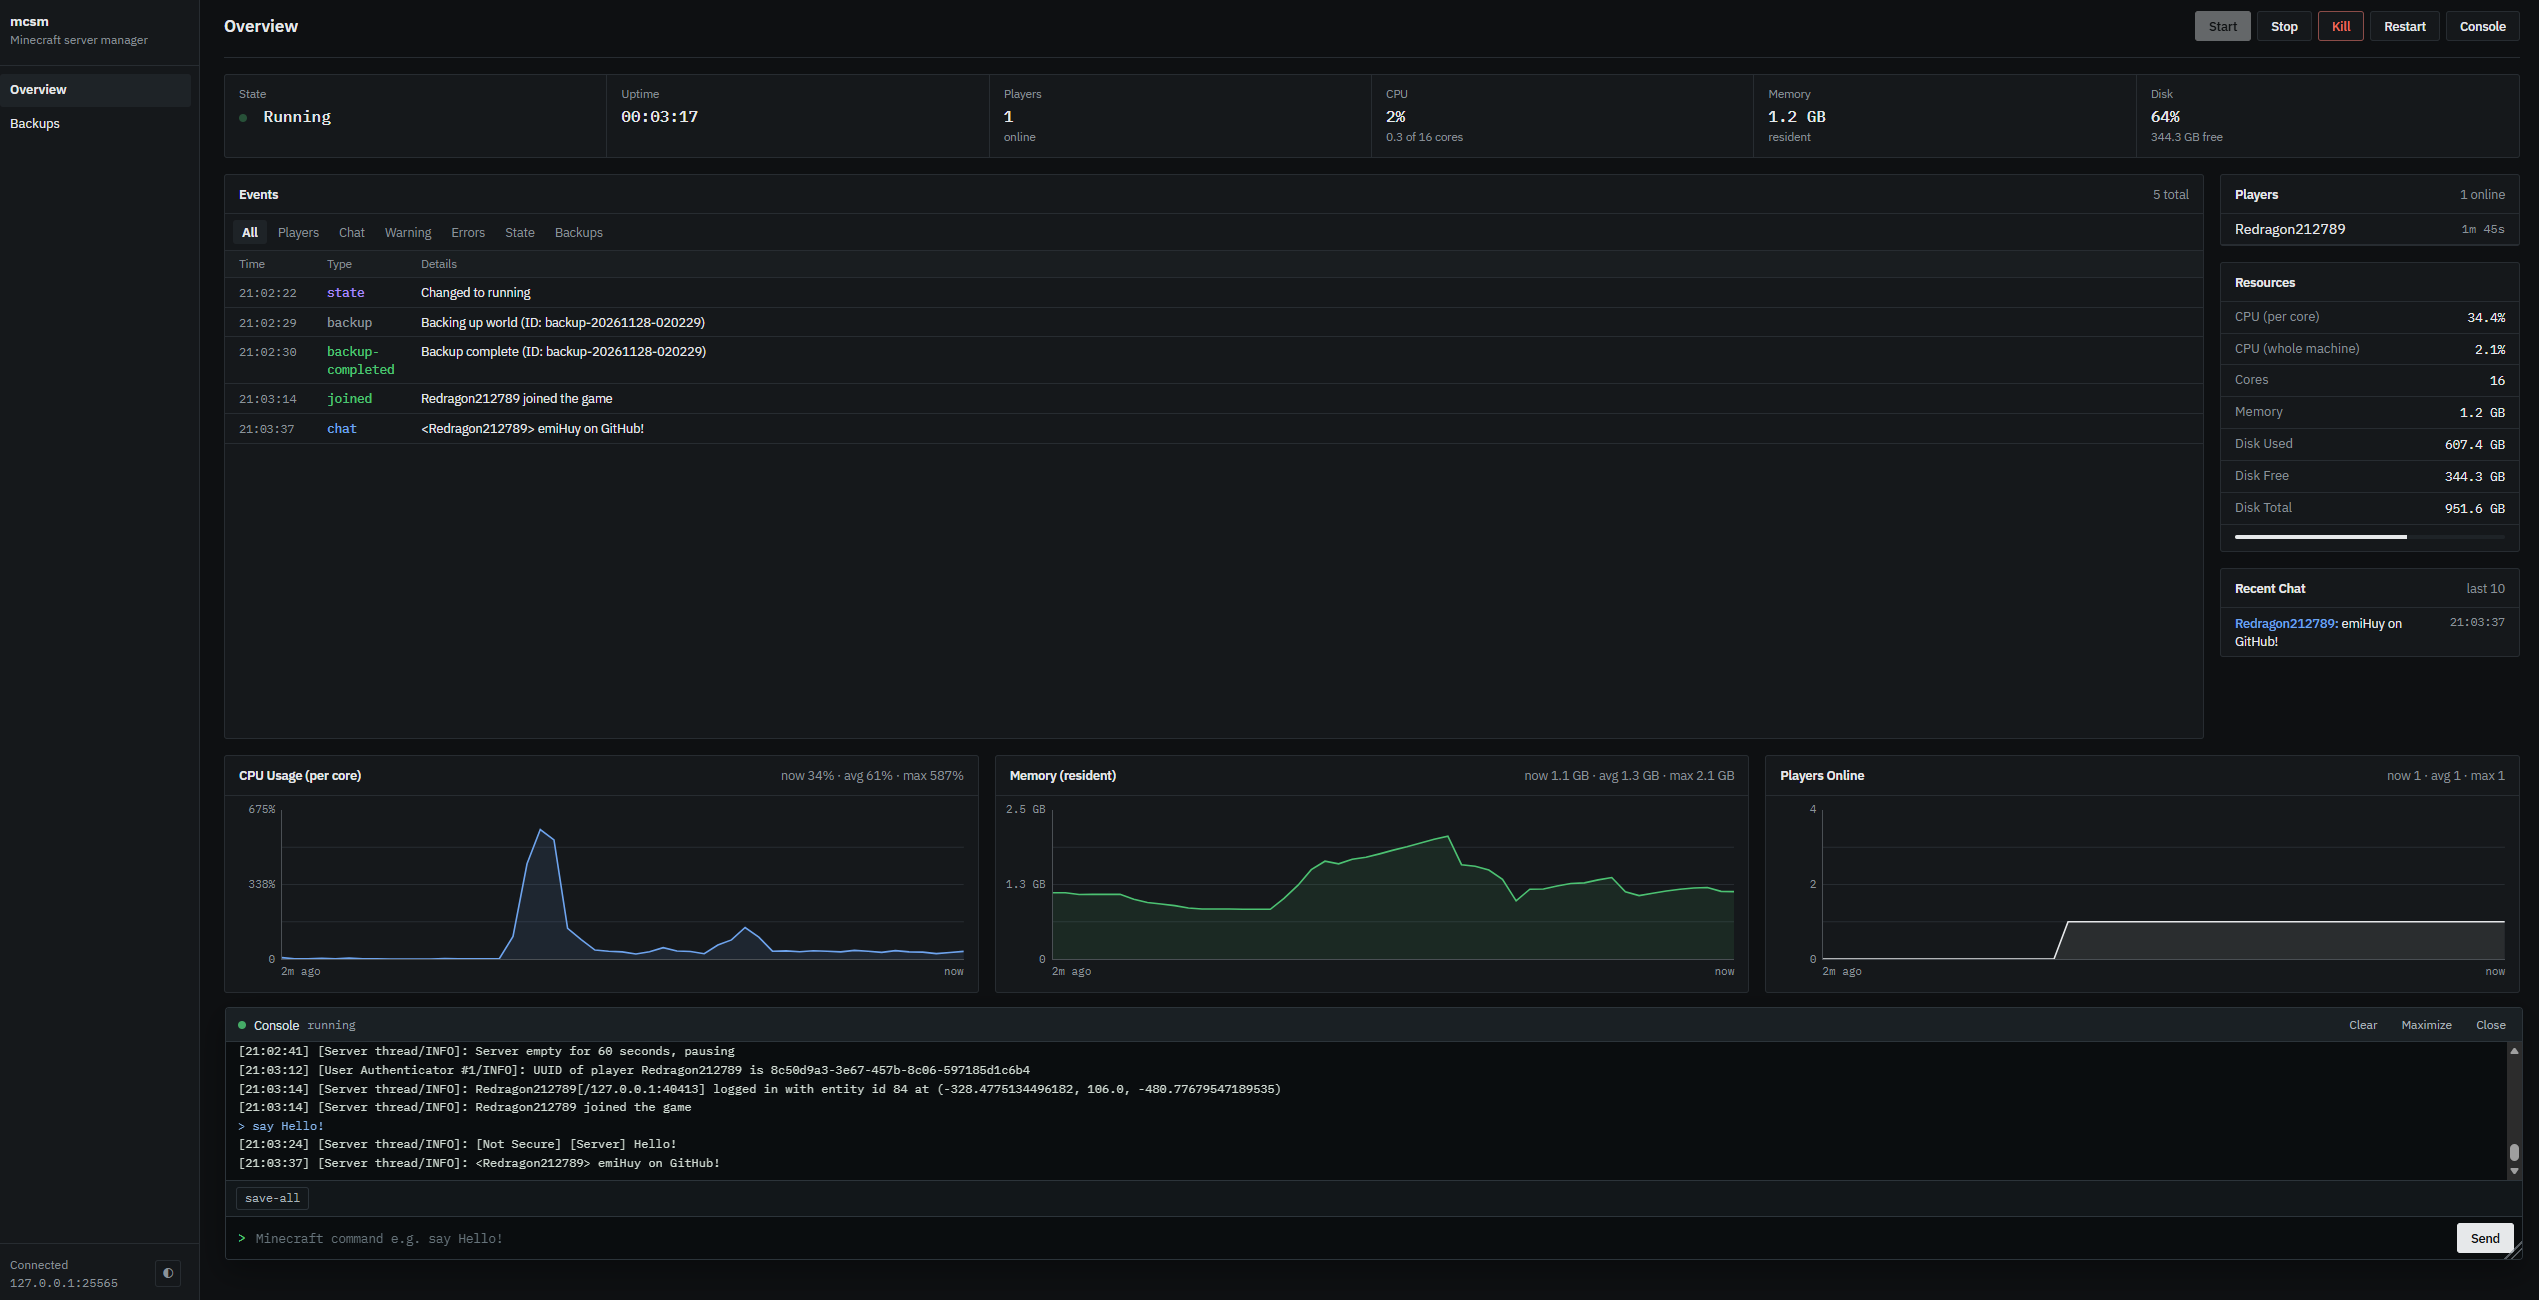 mcsm
Minecraft server manager
Overview
Backups
Connected
127.0.0.1:25565
Overview
Start Stop Kill Restart Console
State
Running
Uptime
00:03:17
Players
1
online
CPU
2%
0.3 of 16 cores
Memory
1.2 GB
resident
Disk
64%
344.3 GB free
Events 5 total
All Players Chat Warning Errors State Backups
Time Type Details
21:02:22 state Changed to running
21:02:29 backup Backing up world (ID: backup-20261128-020229)
21:02:30 backup- Backup complete (ID: backup-20261128-020229)
completed
21:03:14 joined Redragon212789 joined the game
21:03:37 chat <Redragon212789> emiHuy on GitHub!
Players 1 online
Redragon212789 1m 45s
Resources
CPU (per core) 34.4%
CPU (whole machine) 2.1%
Cores 16
Memory 1.2 GB
Disk Used 607.4 GB
Disk Free 344.3 GB
Disk Total 951.6 GB
Recent Chat last 10
Redragon212789: emiHuy on 21:03:37
GitHub!
CPU Usage (per core) now 34% · avg 61% · max 587%
675%
338%
0
2m ago now
Memory (resident) now 1.1 GB · avg 1.3 GB · max 2.1 GB
2.5 GB
1.3 GB
0
2m ago now
Players Online now 1 · avg 1 · max 1
4
2
0
2m ago now
Console running Clear Maximize Close
[21:02:41] [Server thread/INFO]: Server empty for 60 seconds, pausing
[21:03:12] [User Authenticator #1/INFO]: UUID of player Redragon212789 is 8c50d9a3-3e67-457b-8c06-597185d1c6b4
[21:03:14] [Server thread/INFO]: Redragon212789[/127.0.0.1:40413] logged in with entity id 84 at (-328.4775134496182, 106.0, -480.77679547189535)
[21:03:14] [Server thread/INFO]: Redragon212789 joined the game
> say Hello!
[21:03:24] [Server thread/INFO]: [Not Secure] [Server] Hello!
[21:03:37] [Server thread/INFO]: <Redragon212789> emiHuy on GitHub!
save-all
> Minecraft command e.g. say Hello!
Send